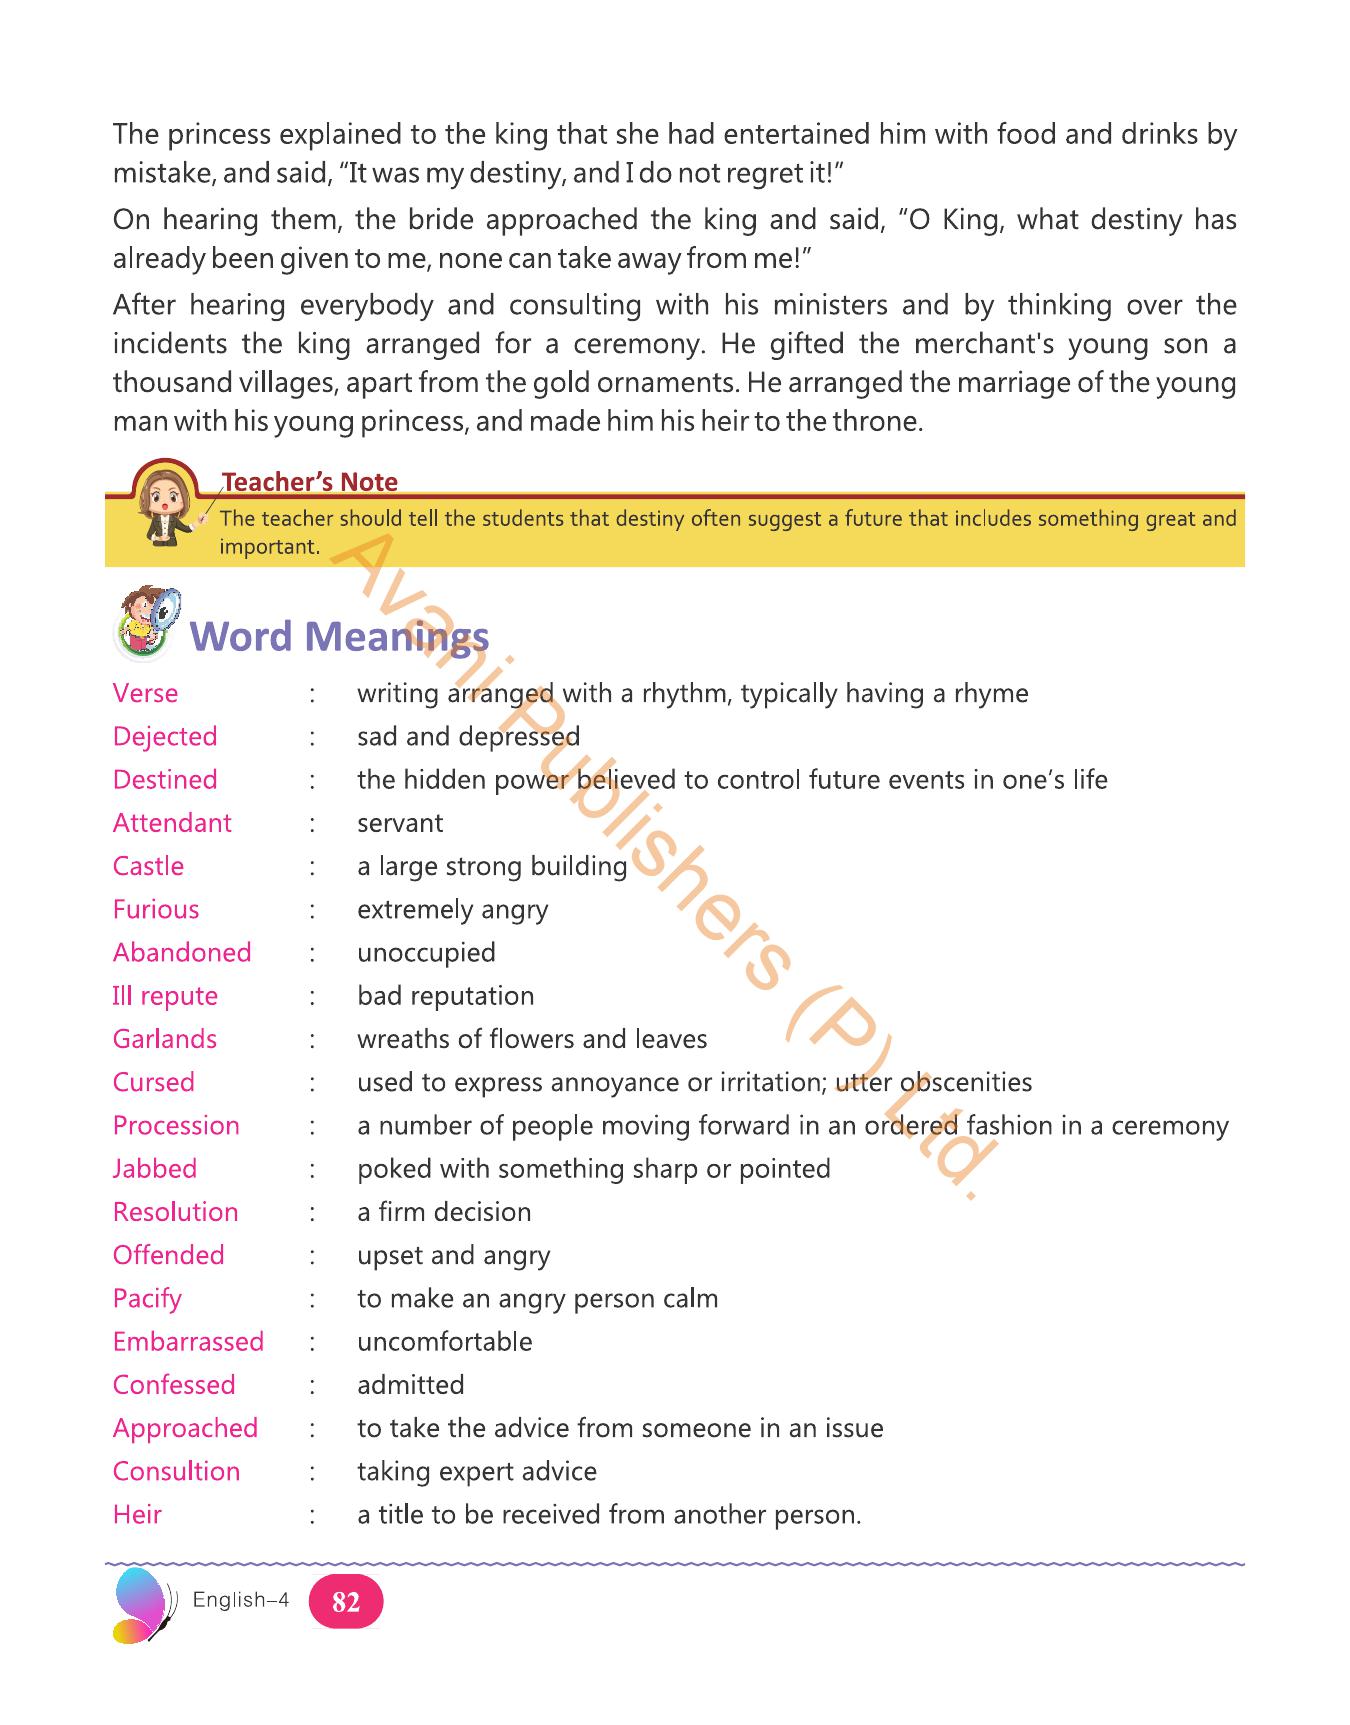 The princess explained to the king that she had entertained him with food and drinks by
mistake, and said, “It was my destiny, and I do not regret it!”
On hearing them, the bride approached the king and said, “O King, what destiny has
already been given to me, none can take away from me!”
After hearing everybody and consulting with his ministers and by thinking over the
incidents the king arranged for a ceremony. He gifted the merchant's young son a
thousand villages, apart from the gold ornaments. He arranged the marriage of the young
man with his young princess, and made him his heir to the throne.
Teacher’s Note
The teacher should tell the students that destiny often suggest a future that includes something great and
important.
Word Meanings
Verse : writing arranged with a rhythm, typically having a rhyme
Dejected : sad and depressed
Destined : the hidden power believed to control future events in one’s life
Attendant : servant
Castle : a large strong building
Furious : extremely angry
Abandoned : unoccupied
Ill repute : bad reputation
Garlands : wreaths of flowers and leaves
Cursed : used to express annoyance or irritation; utter obscenities
Procession : a number of people moving forward in an ordered fashion in a ceremony
Jabbed : poked with something sharp or pointed
Resolution : a firm decision
Offended : upset and angry
Pacify : to make an angry person calm
Embarrassed : uncomfortable
Confessed : admitted
Approached : to take the advice from someone in an issue
Consultion : taking expert advice
Heir : a title to be received from another person.
English–4 82
Avani Publishers (P) Ltd.